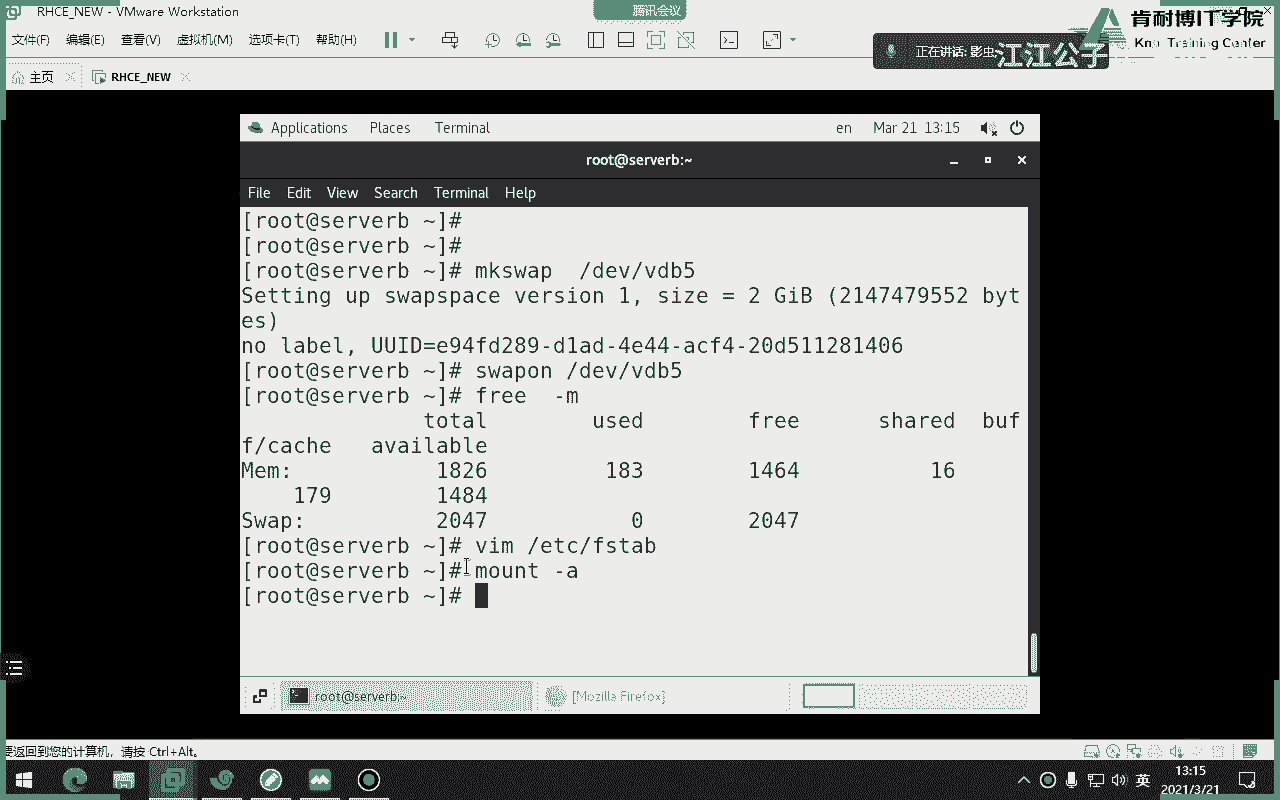 RHCE_NEW - VMware Workstation
腾讯会议
文件(F) 编辑(E) 查看(V) 虚拟机(M) 选项卡(T) 帮助(H)
肯耐博IT学院
Training Center
正在讲话: 影虫
江江公子
主页 RHCE_NEW
Applications Places Terminal en Mar 21 13:15
root@serverb:~
File Edit View Search Terminal Help
[root@serverb ~]#
[root@serverb ~]#
[root@serverb ~]# mkswap  /dev/vdb5
Setting up swapspace version 1, size = 2 GiB (2147479552 byt
es)
no label, UUID=e94fd289-d1ad-4e44-acf4-20d511281406
[root@serverb ~]# swapon /dev/vdb5
[root@serverb ~]# free  -m
total used free shared buf
f/cache available
Mem: 1826 183 1464 16
179 1484
Swap: 2047 0 2047
[root@serverb ~]# vim /etc/fstab
[root@serverb ~]# mount -a
[root@serverb ~]#
root@serverb:~ [Mozilla Firefox]
要返回到您的计算机，请按 Ctrl+Alt。
英
13:15
2021/3/21